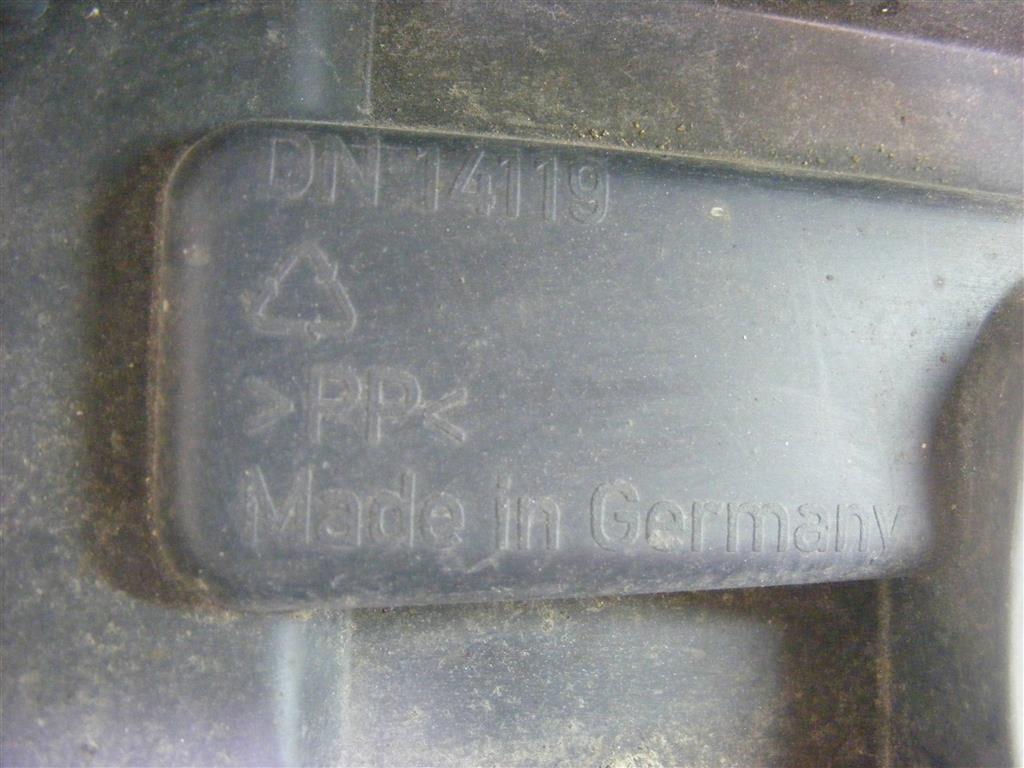 DN 14119
>PP<
Made in Germany